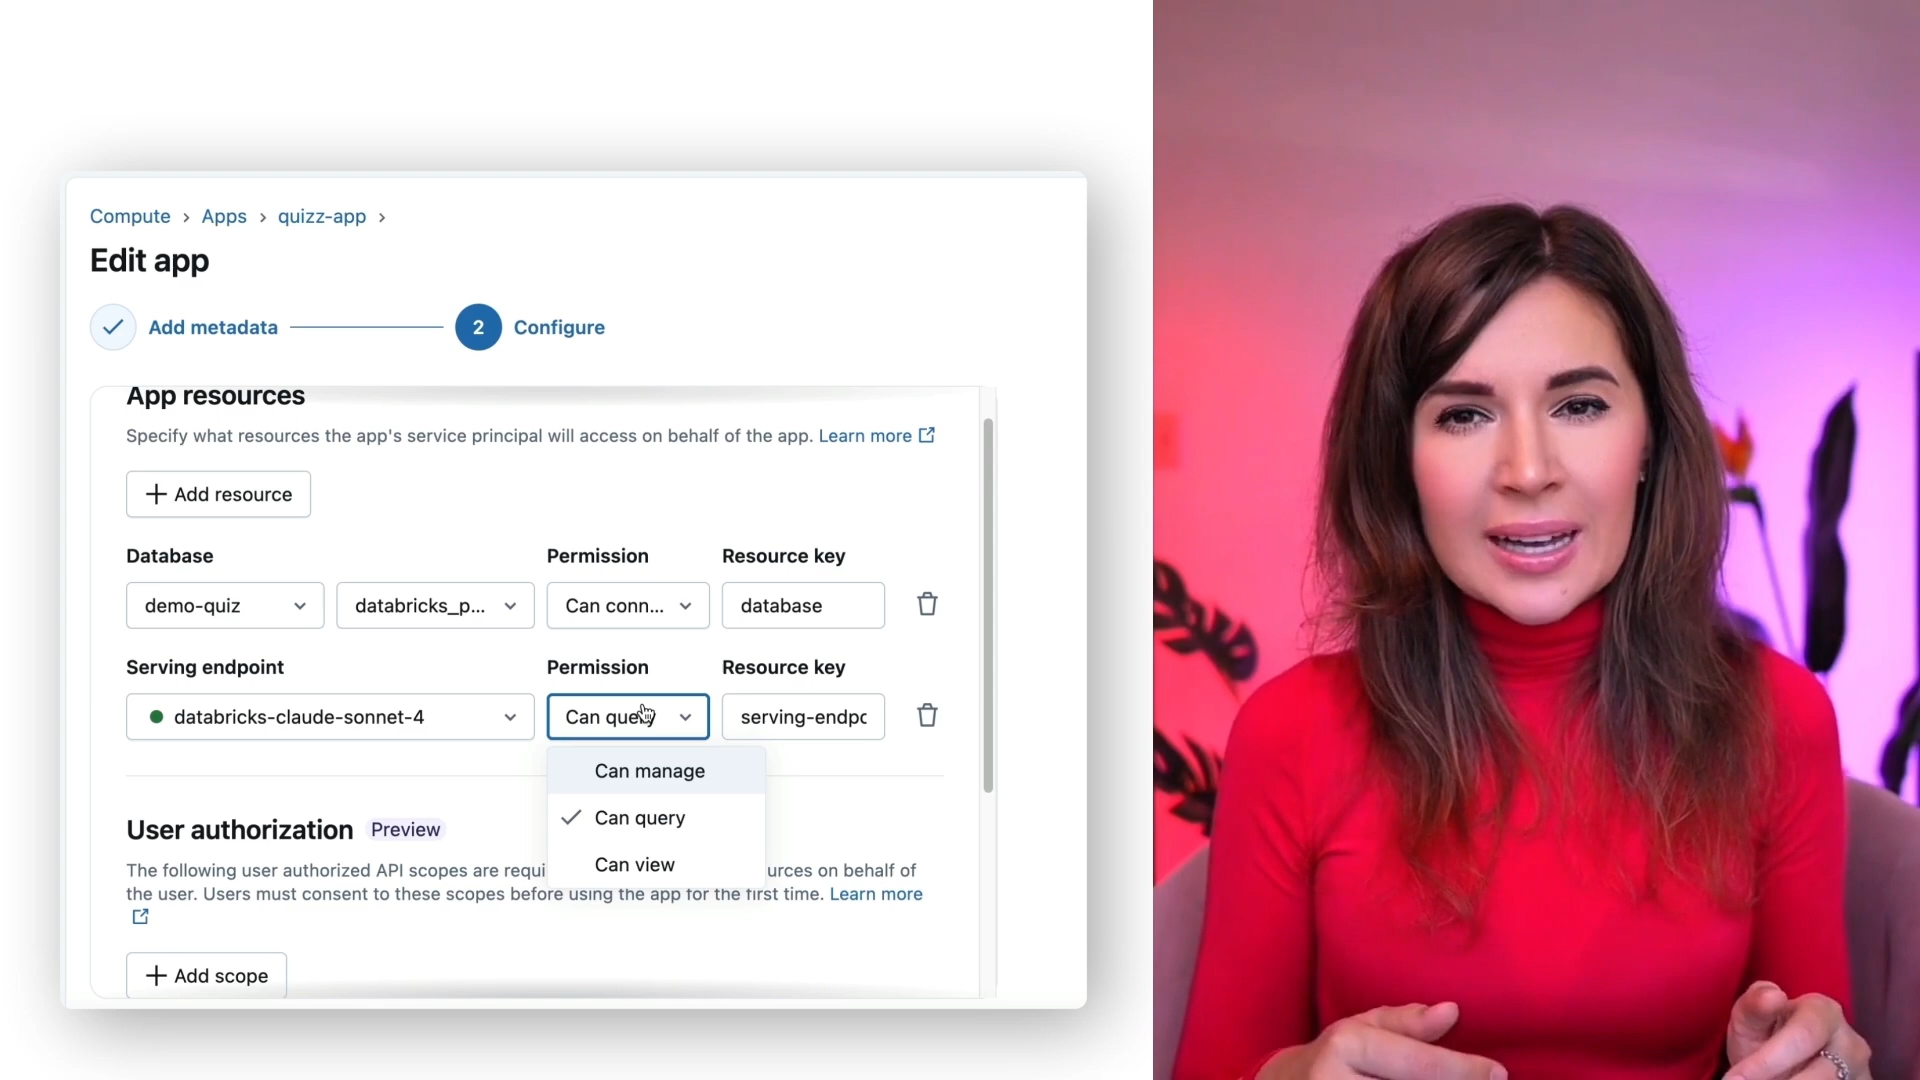 Compute > Apps > quizz-app >
Edit app
Add metadata
2 Configure
App resources
Specify what resources the app's service principal will access on behalf of the app. Learn more
+ Add resource
Database Permission Resource key
demo-quiz databricks_p... Can conn... database
Serving endpoint Permission Resource key
databricks-claude-sonnet-4 Can query serving-endpc
Can manage
Can query
Can view
User authorization Preview
The following user authorized API scopes are requi urces on behalf of
the user. Users must consent to these scopes before using the app for the first time. Learn more
+ Add scope